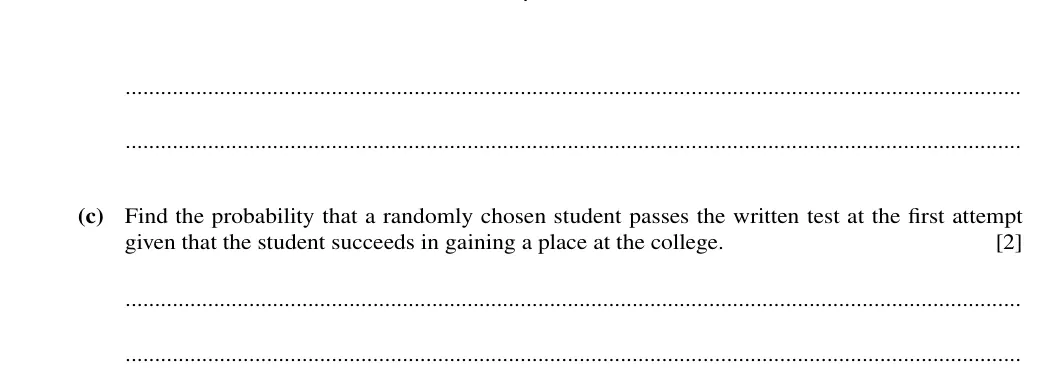 (c) Find the probability that a randomly chosen student passes the written test at the first attempt
given that the student succeeds in gaining a place at the college. [2]